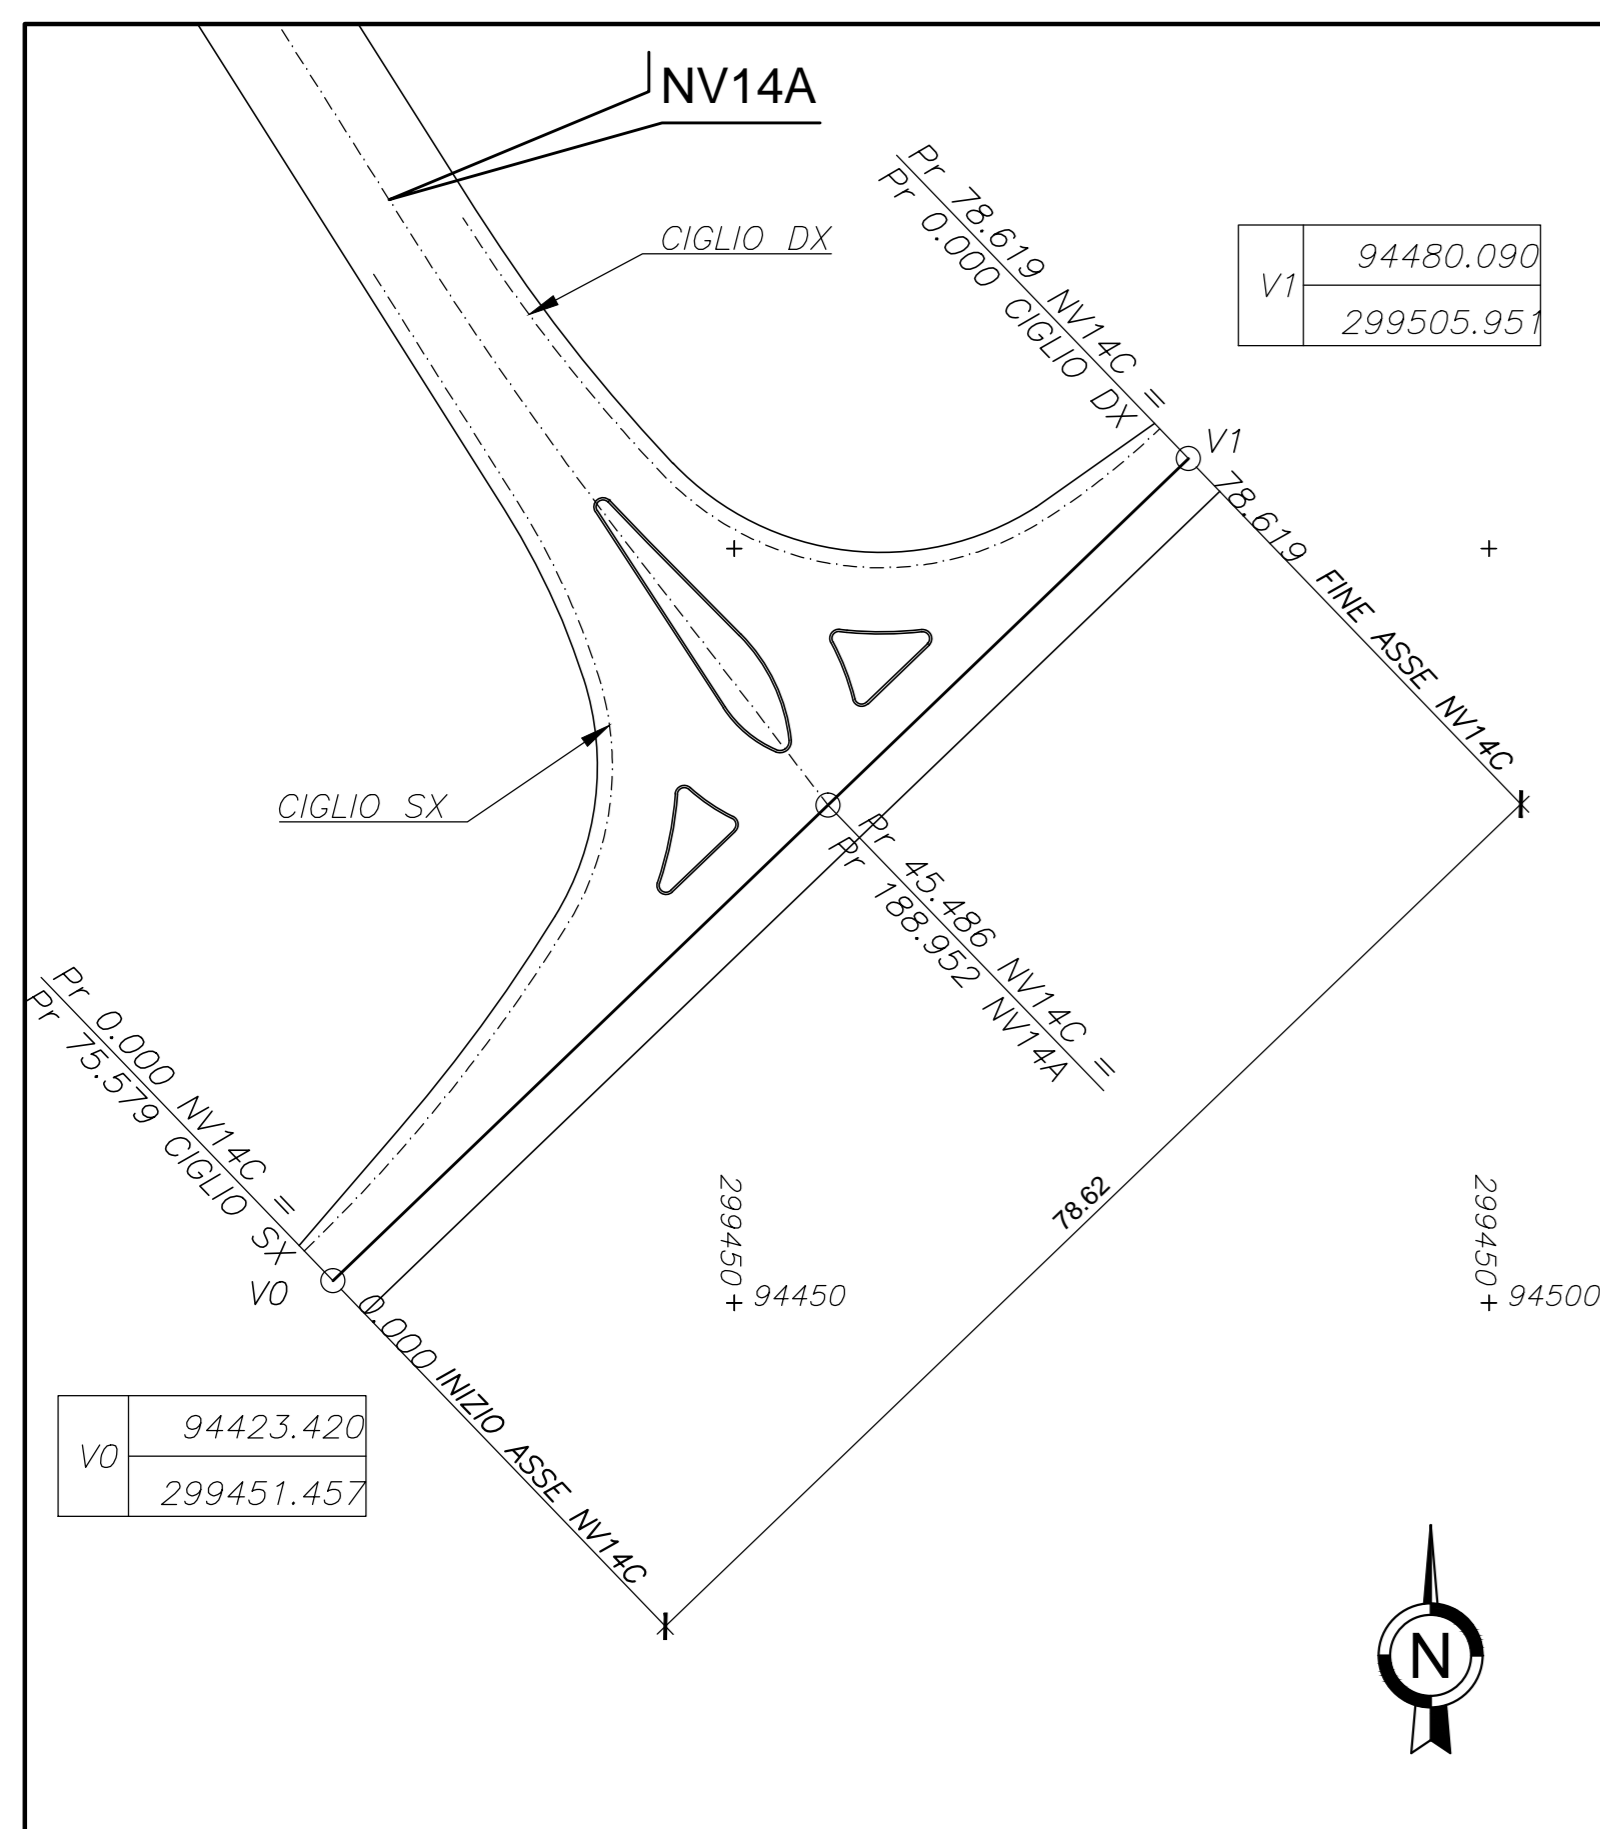 NV14A
CIGLIO DX
Pr 78.619 NV14C =
Pr 0.000 CIGLIO DX
V1
94480.090
299505.951
V1
78.619 FINE ASSE NV14C
CIGLIO SX
Pr 45.486 NV14C =
Pr 188.952 NV14A
Pr 0.000 NV14C =
Pr 75.579 CIGLIO SX
V0
0.000 INIZIO ASSE NV14C
78.62
299450
94450
299450
94500
V0
94423.420
299451.457
N